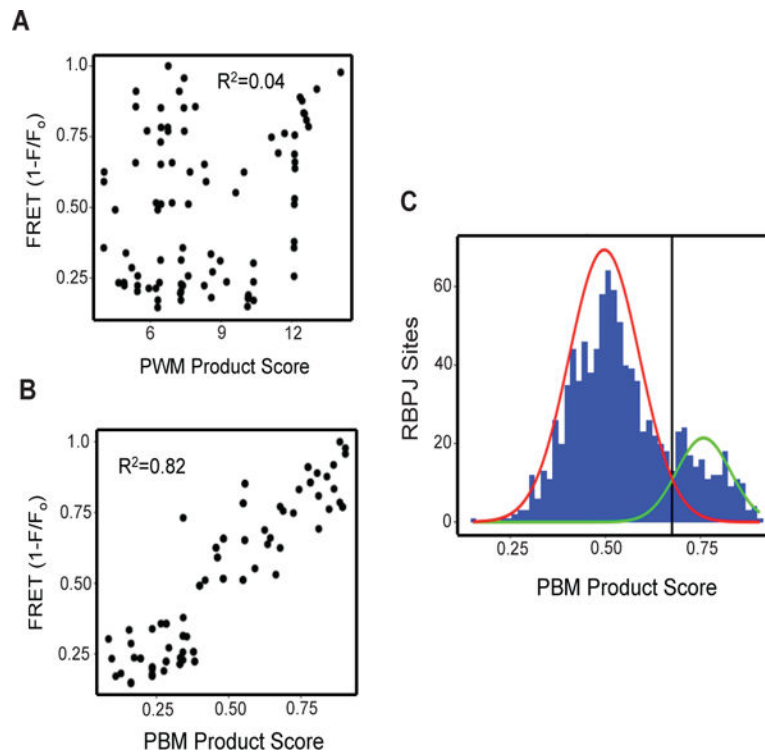 A
R²=0.04
FRET (1-F/Fo)
1.0
0.75
0.50
0.25
6
9
12
PWM Product Score
B
R²=0.82
FRET (1-F/Fo)
1.0
0.75
0.50
0.25
0.25
0.50
0.75
PBM Product Score
C
RBPJ Sites
60
40
20
0
0.25
0.50
0.75
PBM Product Score